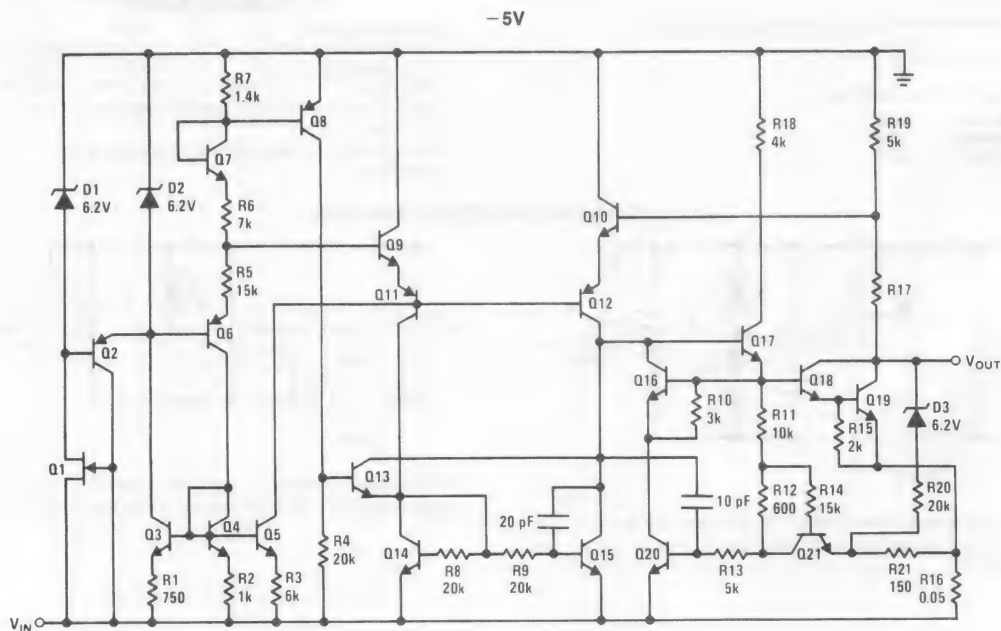 −5V
R7
1.4k
R18
4k
R19
5k
Q8
Q7
D1
6.2V
D2
6.2V
R6
7k
Q10
Q9
R5
15k
R17
Q11
Q12
Q2
Q6
Q17
VOUT
Q16
Q18
Q19
R10
3k
R11
10k
R15
2k
D3
6.2V
Q1
Q13
10 pF
R12
600
R14
15k
R20
20k
20 pF
Q3
Q4
Q5
R4
20k
Q14
R8
20k
R9
20k
Q15
Q20
R13
5k
Q21
R21
150
R16
0.05
R1
750
R2
1k
R3
6k
VIN